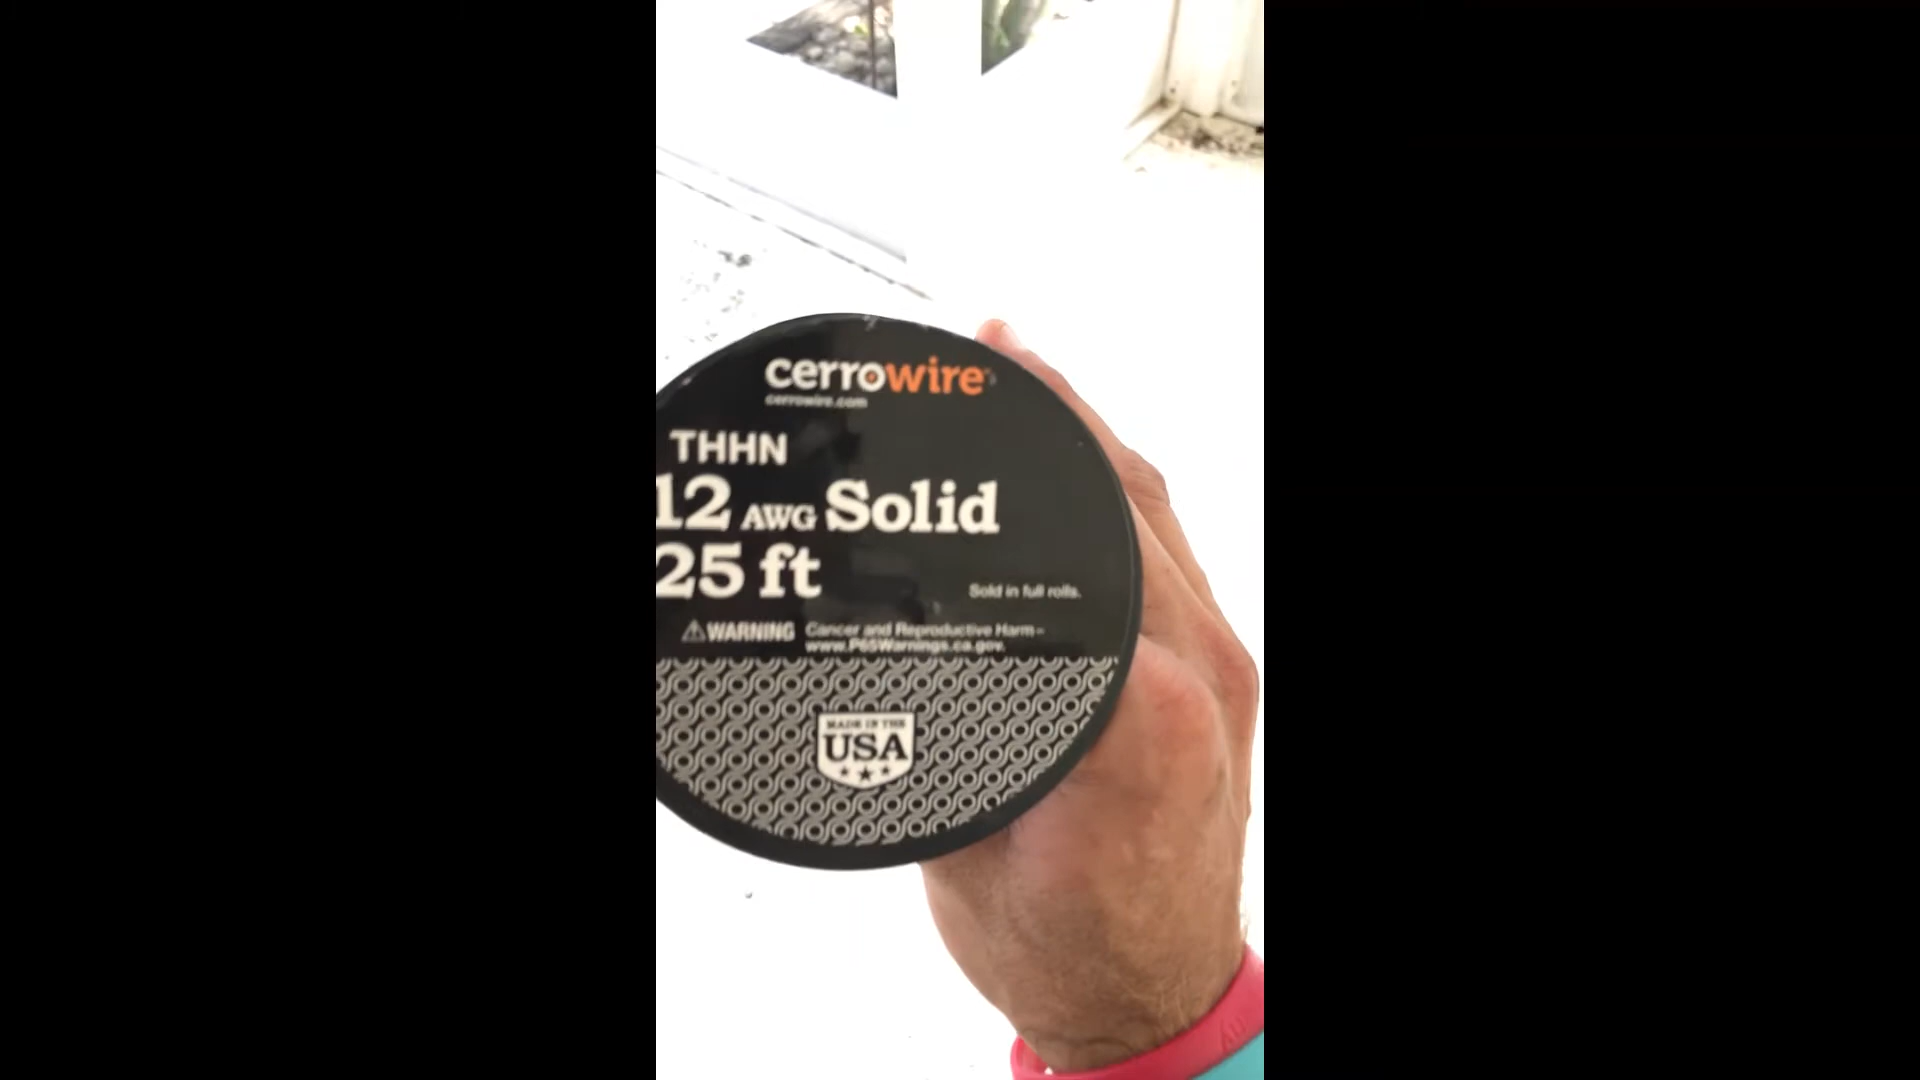 cerrowire
cerrowire.com
THHN
12 AWG Solid
25 ft
Sold in full rolls.
⚠WARNING Cancer and Reproductive Harm-
www.P65Warnings.ca.gov.
MADE IN THE
USA